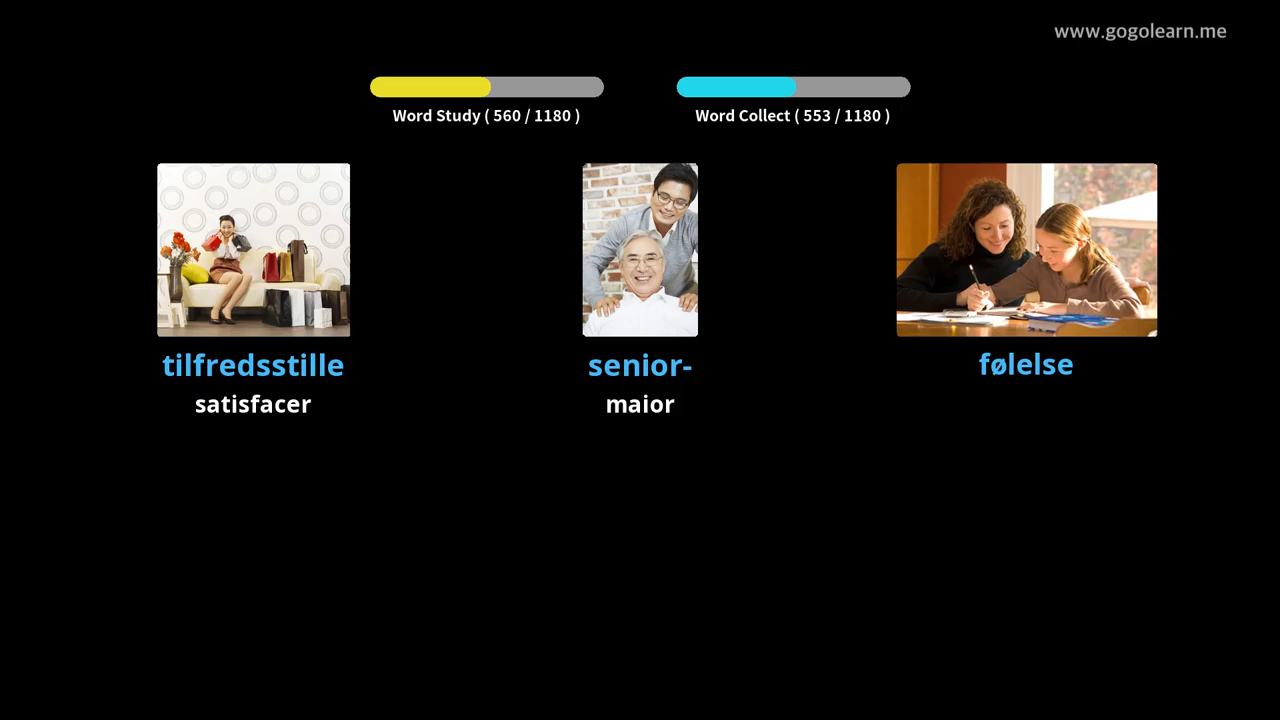 www.gogolearn.me
Word Study ( 560 / 1180 )
Word Collect ( 553 / 1180 )
tilfredsstille
senior-
følelse
satisfacer
maior